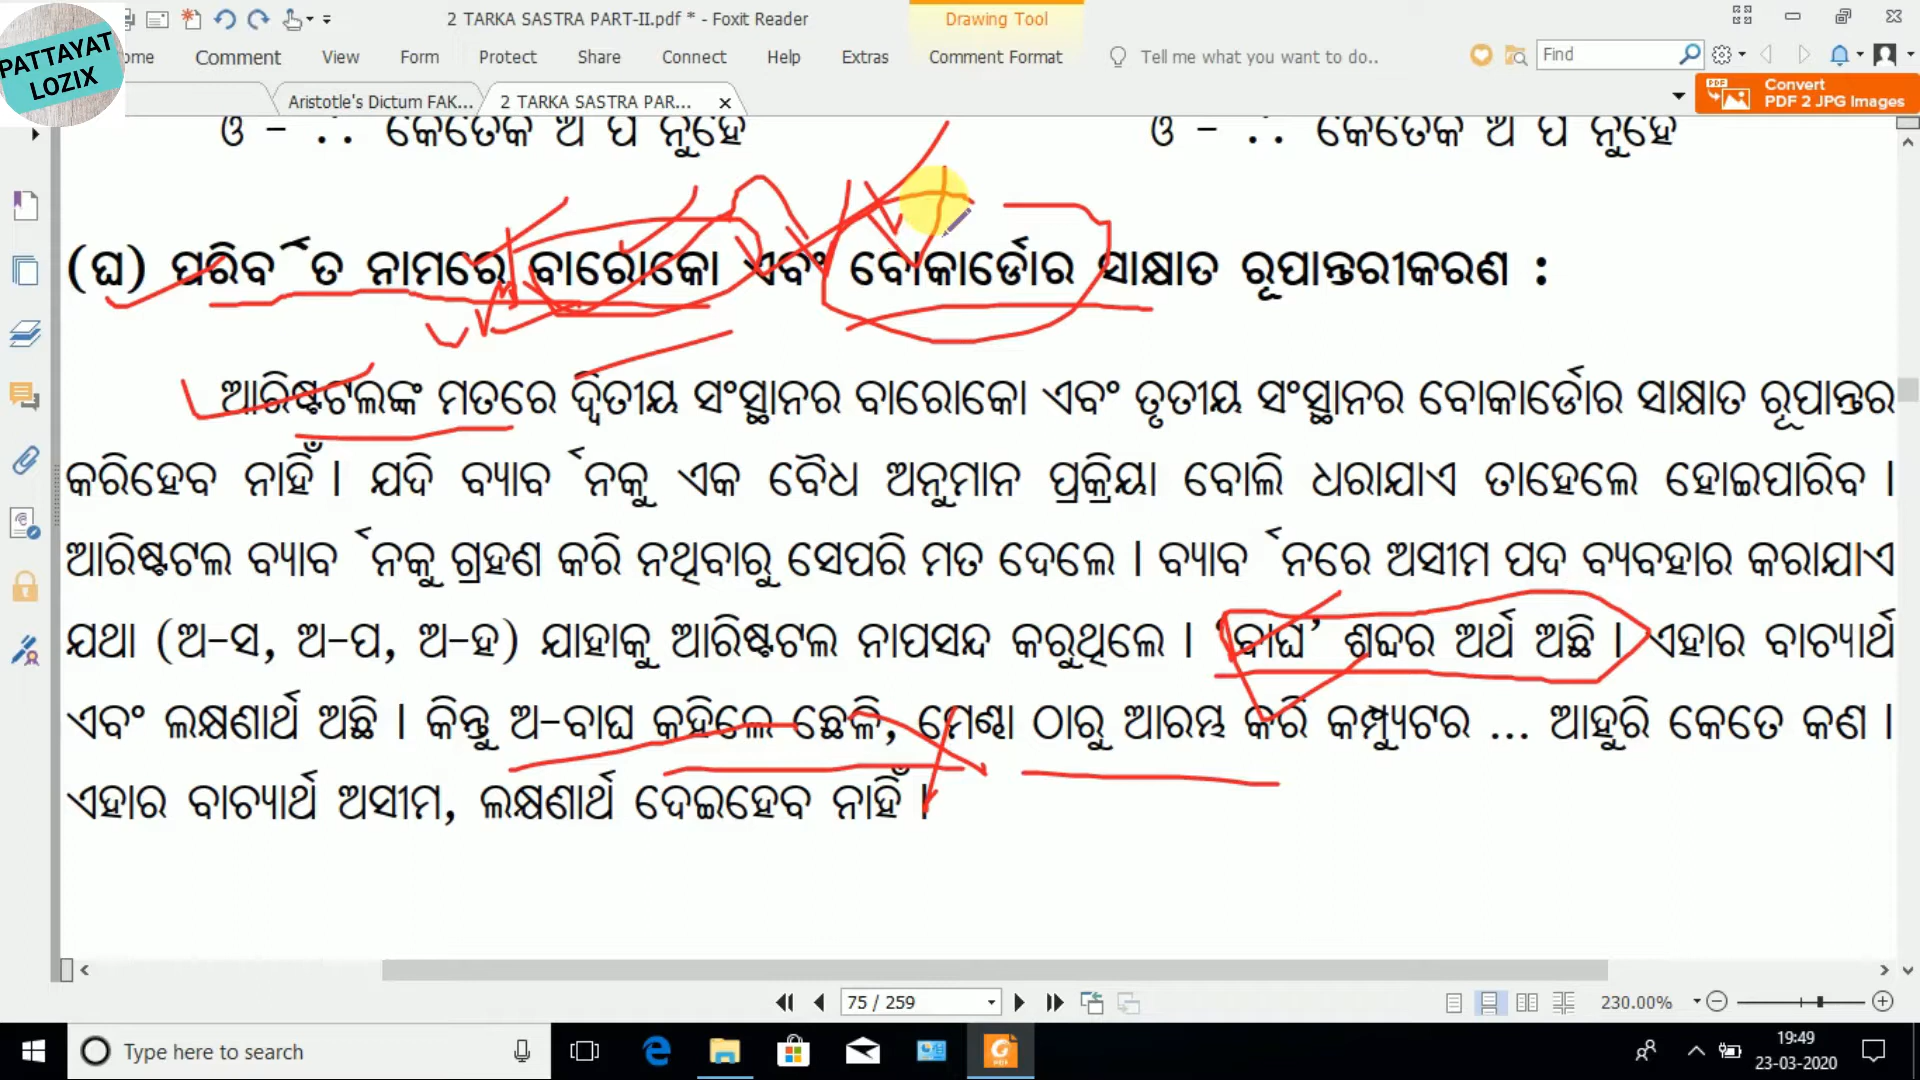 2 TARKA SASTRA PART-II.pdf * - Foxit Reader
Drawing Tool
PATTAYAT
LOZIX
Comment View Form Protect Share Connect Help Extras Comment Format Tell me what you want to do.. Find
Convert
PDF 2 JPG Images
Aristotle's Dictum FAK... 2 TARKA SASTRA PAR...
ଓ – ∴ କେତେକ ଅ ପ ନୁହେଁ ଓ – ∴ କେତେକ ଅ ପ ନୁହେଁ
(ଘ) ପରିବର୍ତିତ ନାମରେ ବାରୋକୋ ଏବଂ ବୋକାର୍ଡୋର ସାକ୍ଷାତ ରୂପାନ୍ତରୀକରଣ :
ଆରିଷ୍ଟଟଲଙ୍କ ମତରେ ଦ୍ୱିତୀୟ ସଂସ୍ଥାନର ବାରୋକୋ ଏବଂ ତୃତୀୟ ସଂସ୍ଥାନର ବୋକାର୍ଡୋର ସାକ୍ଷାତ ରୂପାନ୍ତର
କରିହେବ ନାହିଁ । ଯଦି ବ୍ୟାବର୍ତନକୁ ଏକ ବୈଧ ଅନୁମାନ ପ୍ରକ୍ରିୟା ବୋଲି ଧରାଯାଏ ତାହେଲେ ହୋଇପାରିବ ।
ଆରିଷ୍ଟଟଲ ବ୍ୟାବର୍ତନକୁ ଗ୍ରହଣ କରି ନଥିବାରୁ ସେପରି ମତ ଦେଲେ । ବ୍ୟାବର୍ତନରେ ଅସୀମ ପଦ ବ୍ୟବହାର କରାଯାଏ
ଯଥା (ଅ-ସ, ଅ-ପ, ଅ-ହ) ଯାହାକୁ ଆରିଷ୍ଟଟଲ ନାପସନ୍ଦ କରୁଥିଲେ । ‘ବାଘ’ ଶବ୍ଦର ଅର୍ଥ ଅଛି । ଏହାର ବାଚ୍ୟାର୍ଥ
ଏବଂ ଲକ୍ଷଣାର୍ଥ ଅଛି । କିନ୍ତୁ ଅ-ବାଘ କହିଲେ ଛେଳି, ମେଣ୍ଢା ଠାରୁ ଆରମ୍ଭ କରି କମ୍ପ୍ୟୁଟର ... ଆହୁରି କେତେ କଣ ।
ଏହାର ବାଚ୍ୟାର୍ଥ ଅସୀମ, ଲକ୍ଷଣାର୍ଥ ଦେଇହେବ ନାହିଁ ।
75 / 259
230.00%
Type here to search
19:49
23-03-2020